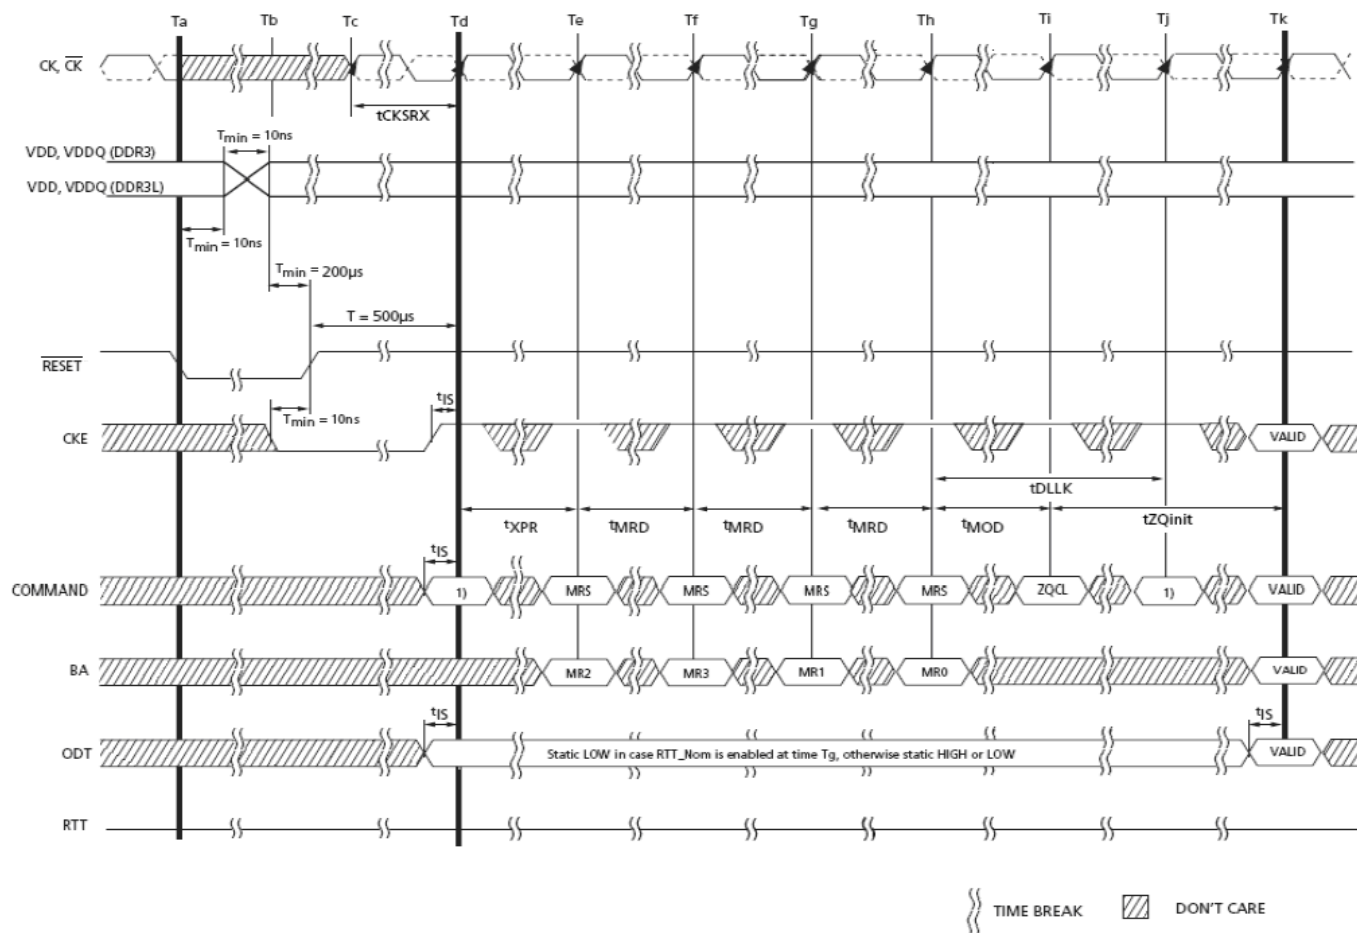 Ta Tb Tc Td Te Tf Tg Th Ti Tj Tk
CK, CK
tCKSRX
Tmin = 10ns
VDD, VDDQ (DDR3)
VDD, VDDQ (DDR3L)
Tmin = 10ns
Tmin = 200µs
T = 500µs
RESET
tIS
Tmin = 10ns
CKE
VALID
tDLLK
tXPR tMRD tMRD tMRD tMOD tZQinit
tIS
COMMAND 1) MRS MRS MRS MRS ZQCL 1) VALID
BA MR2 MR3 MR1 MR0 VALID
tIS tIS
ODT Static LOW in case RTT_Nom is enabled at time Tg, otherwise static HIGH or LOW VALID
RTT
TIME BREAK DON'T CARE